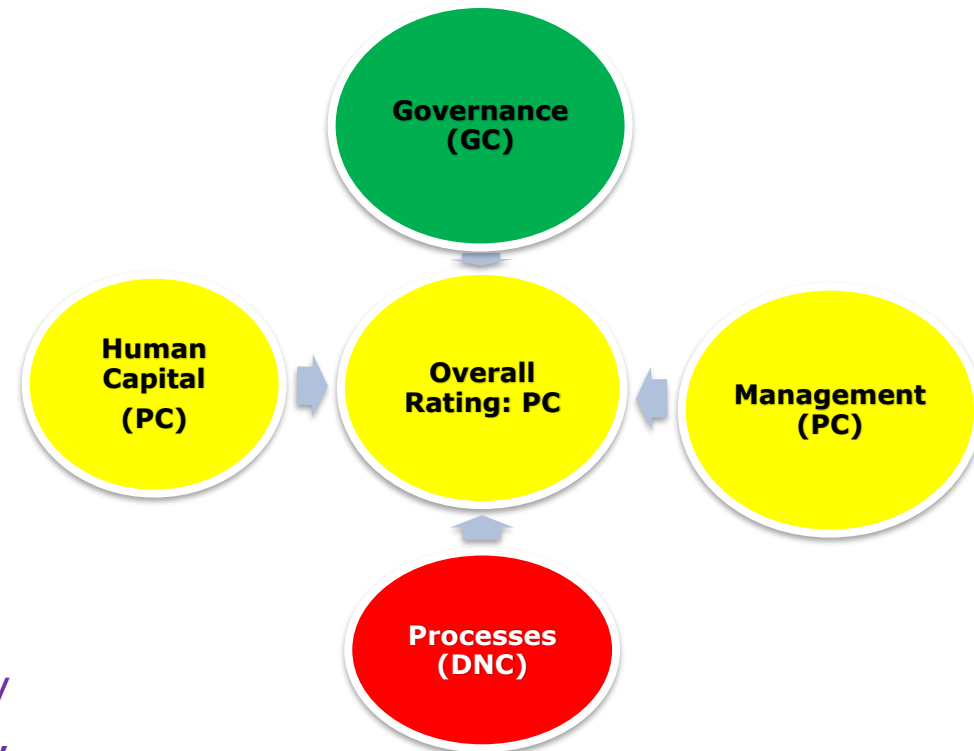 Governance
(GC)
Human
Capital
(PC)
Overall
Rating: PC
Management
(PC)
Processes
(DNC)